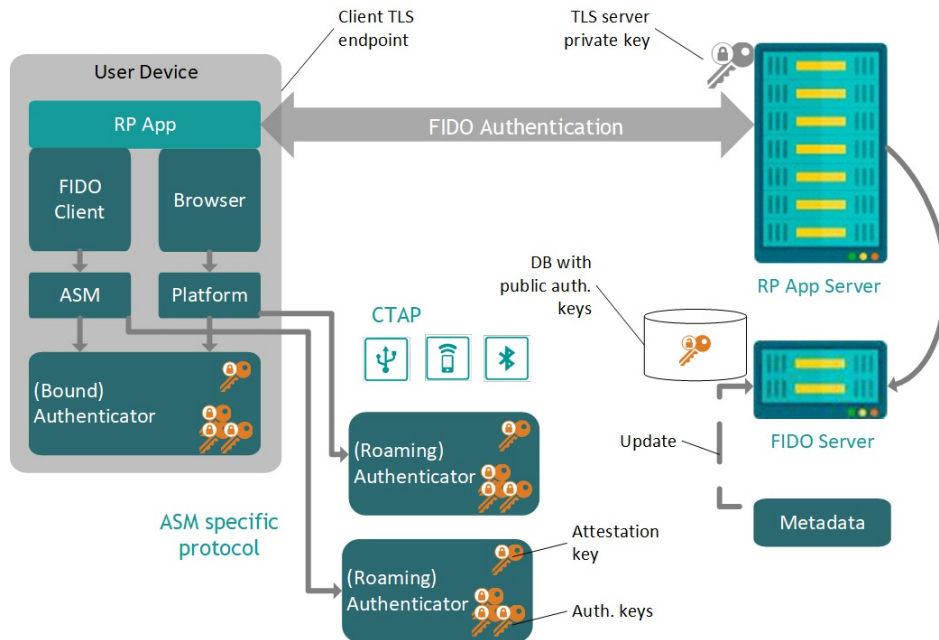 Client TLS
endpoint
TLS server
private key
User Device
RP App
FIDO Authentication
FIDO
Client
Browser
ASM
Platform
(Bound)
Authenticator
CTAP
DB with
public auth.
keys
RP App Server
(Roaming)
Authenticator
Update
FIDO Server
Metadata
ASM specific
protocol
(Roaming)
Authenticator
Attestation
key
Auth. keys